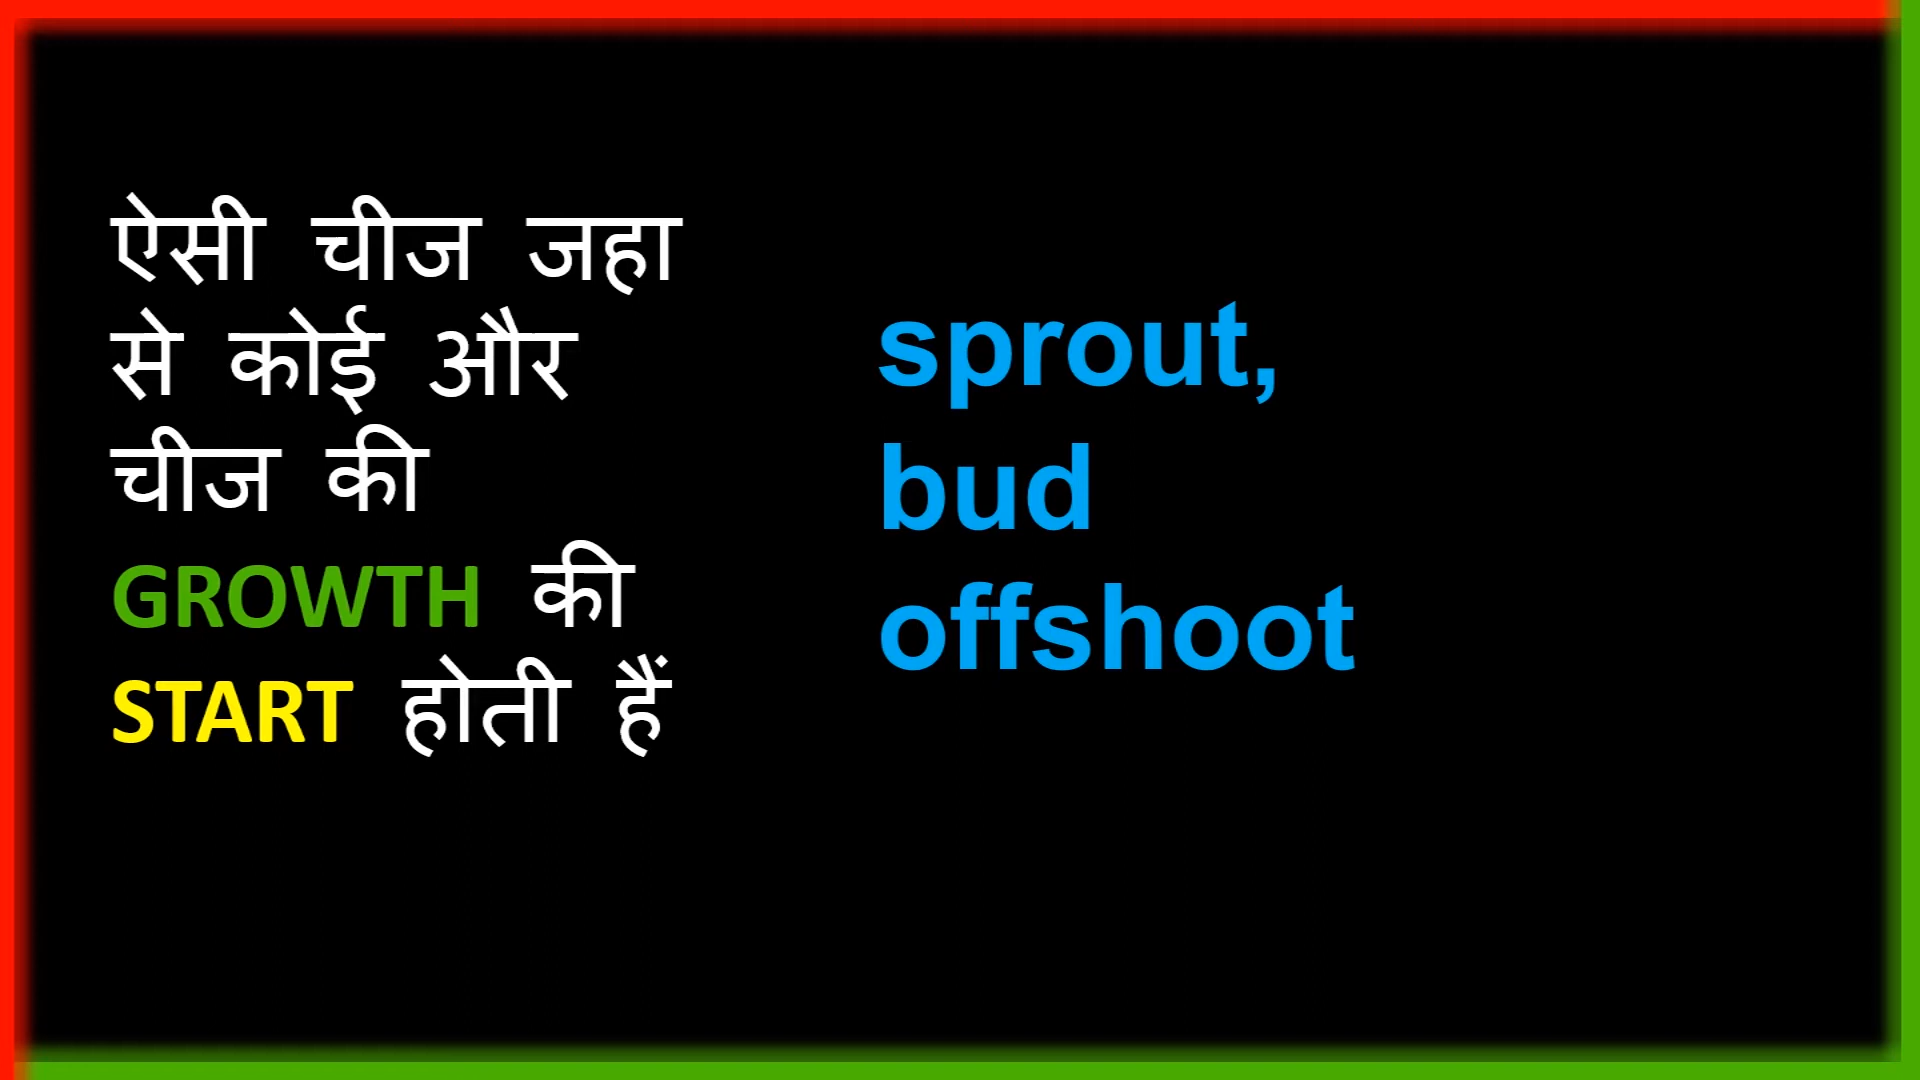 ऐसी चीज जहा
से कोई और
चीज की
GROWTH की
START होती हैं
sprout,
bud
offshoot